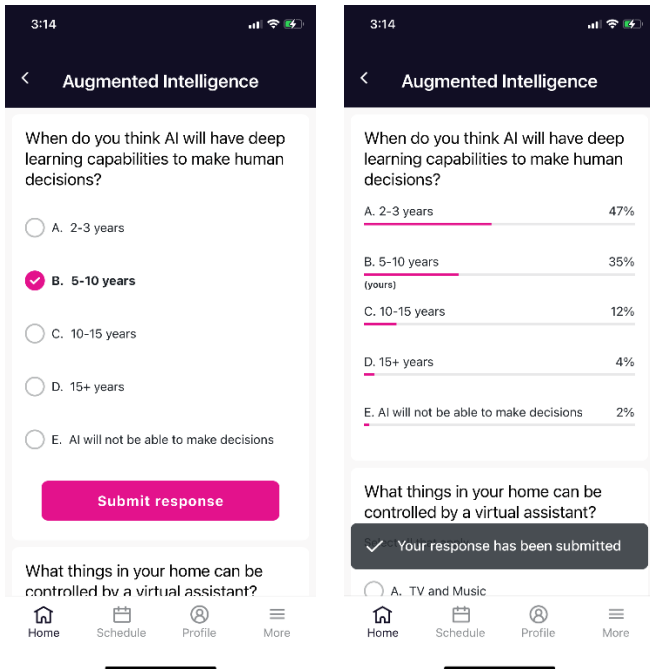 3:14
Augmented Intelligence
When do you think AI will have deep
learning capabilities to make human
decisions?
A. 2-3 years
B. 5-10 years
C. 10-15 years
D. 15+ years
E. AI will not be able to make decisions
Submit response
What things in your home can be
controlled by a virtual assistant?
Home
Schedule
Profile
More
3:14
Augmented Intelligence
When do you think AI will have deep
learning capabilities to make human
decisions?
A. 2-3 years 47%
B. 5-10 years 35%
(yours)
C. 10-15 years 12%
D. 15+ years 4%
E. AI will not be able to make decisions 2%
What things in your home can be
controlled by a virtual assistant?
Your response has been submitted
A. TV and Music
Home
Schedule
Profile
More